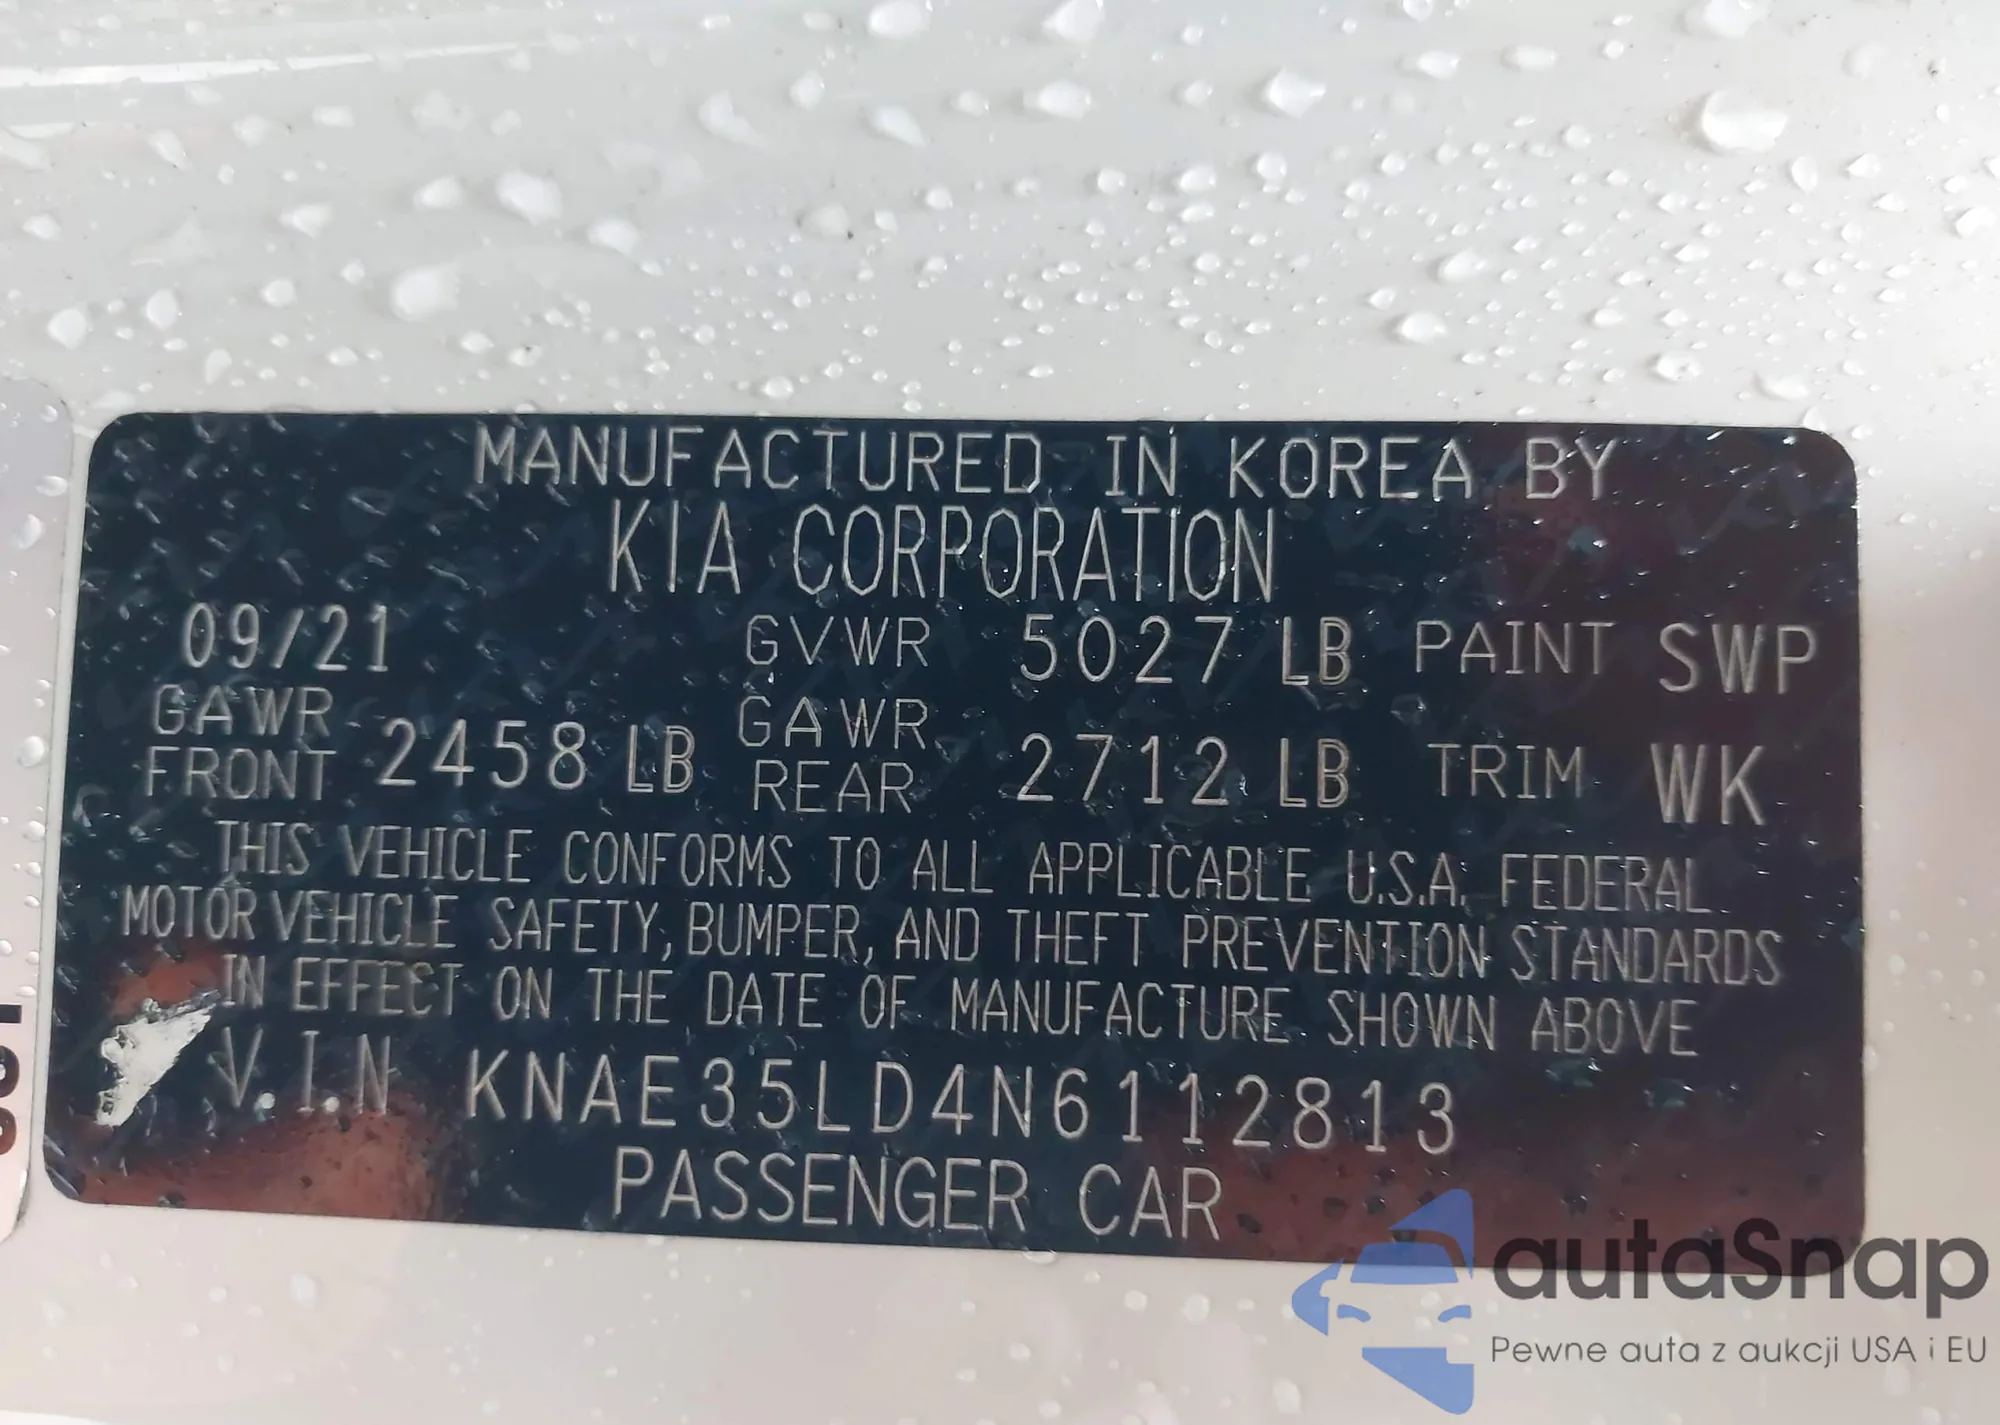 MANUFACTURED IN KOREA BY
KIA CORPORATION
09/21 GVWR 5027 LB PAINT SWP
GAWR FRONT 2458 LB GAWR REAR 2712 LB TRIM WK
THIS VEHICLE CONFORMS TO ALL APPLICABLE U.S.A. FEDERAL
MOTOR VEHICLE SAFETY, BUMPER, AND THEFT PREVENTION STANDARDS
IN EFFECT ON THE DATE OF MANUFACTURE SHOWN ABOVE
V.I.N KNAE35LD4N6112813
PASSENGER CAR
autaSnap
Pewne auta z aukcji USA i EU